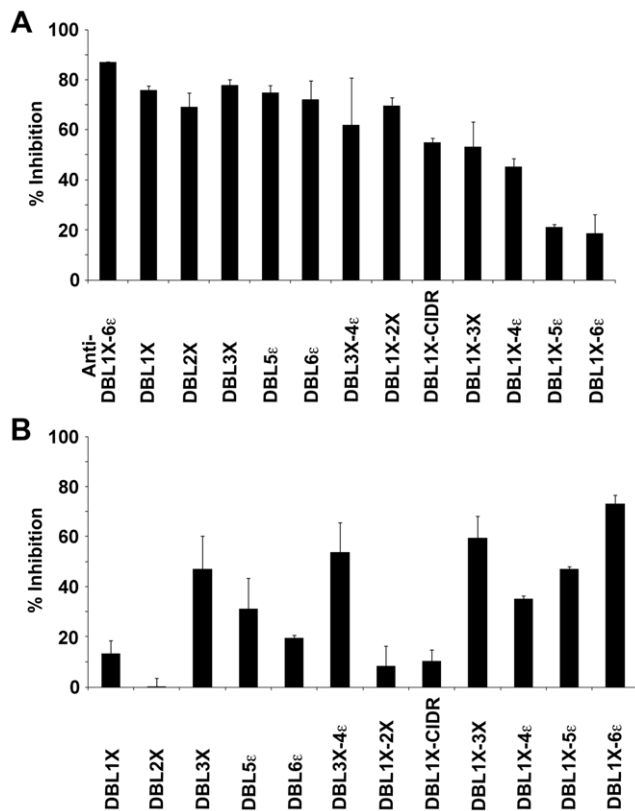 A
100
80
60
40
20
0
% Inhibition
Anti-
DBL1X-6ε
DBL1X
DBL2X
DBL3X
DBL5ε
DBL6ε
DBL3X-4ε
DBL1X-2X
DBL1X-CIDR
DBL1X-3X
DBL1X-4ε
DBL1X-5ε
DBL1X-6ε
B
100
80
60
40
20
0
% Inhibition
DBL1X
DBL2X
DBL3X
DBL5ε
DBL6ε
DBL3X-4ε
DBL1X-2X
DBL1X-CIDR
DBL1X-3X
DBL1X-4ε
DBL1X-5ε
DBL1X-6ε